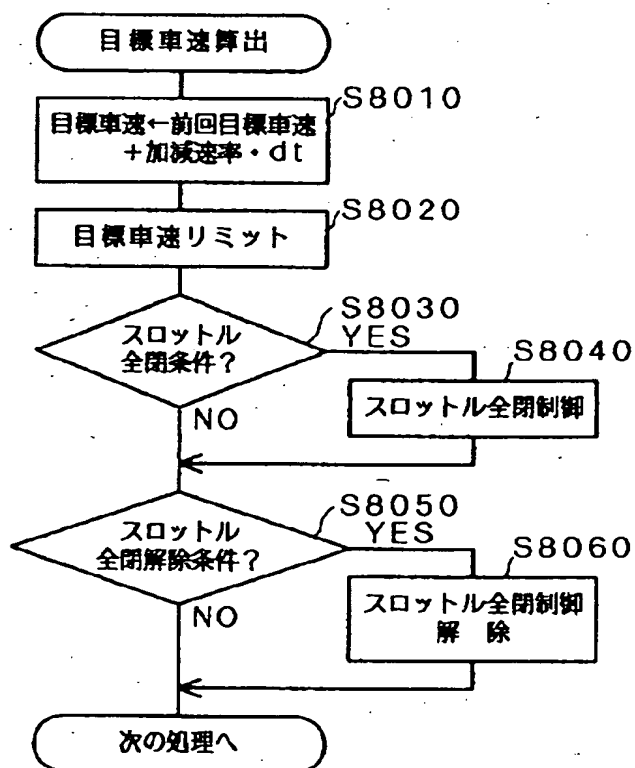 目標車速算出
S8010
目標車速←前回目標車速
+加減速率・dt
S8020
目標車速リミット
S8030
スロットル
全閉条件?
YES
S8040
スロットル全閉制御
NO
S8050
スロットル
全閉解除条件?
YES
S8060
スロットル全閉制御
解 除
NO
次の処理へ